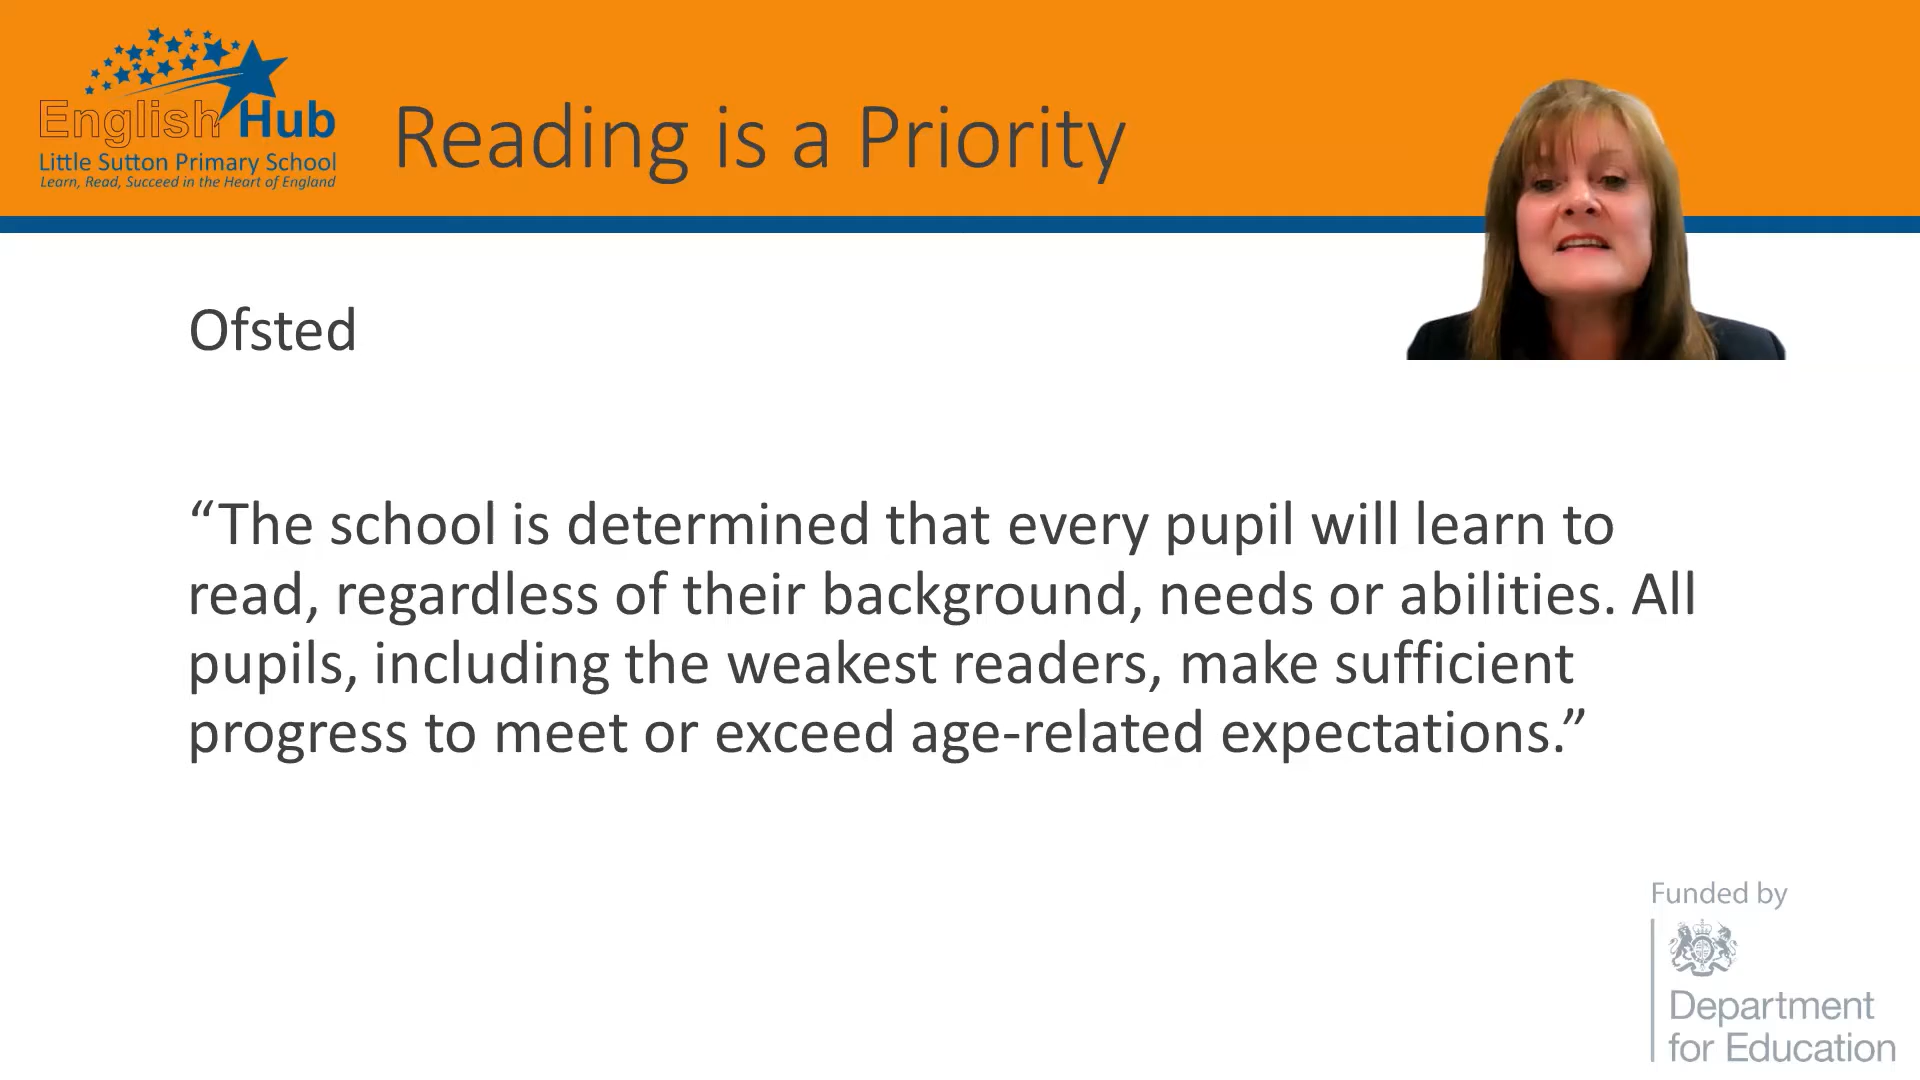 English Hub
Little Sutton Primary School
Learn, Read, Succeed in the Heart of England
Reading is a Priority
Ofsted
“The school is determined that every pupil will learn to
read, regardless of their background, needs or abilities. All
pupils, including the weakest readers, make sufficient
progress to meet or exceed age-related expectations.”
Funded by
Department
for Education